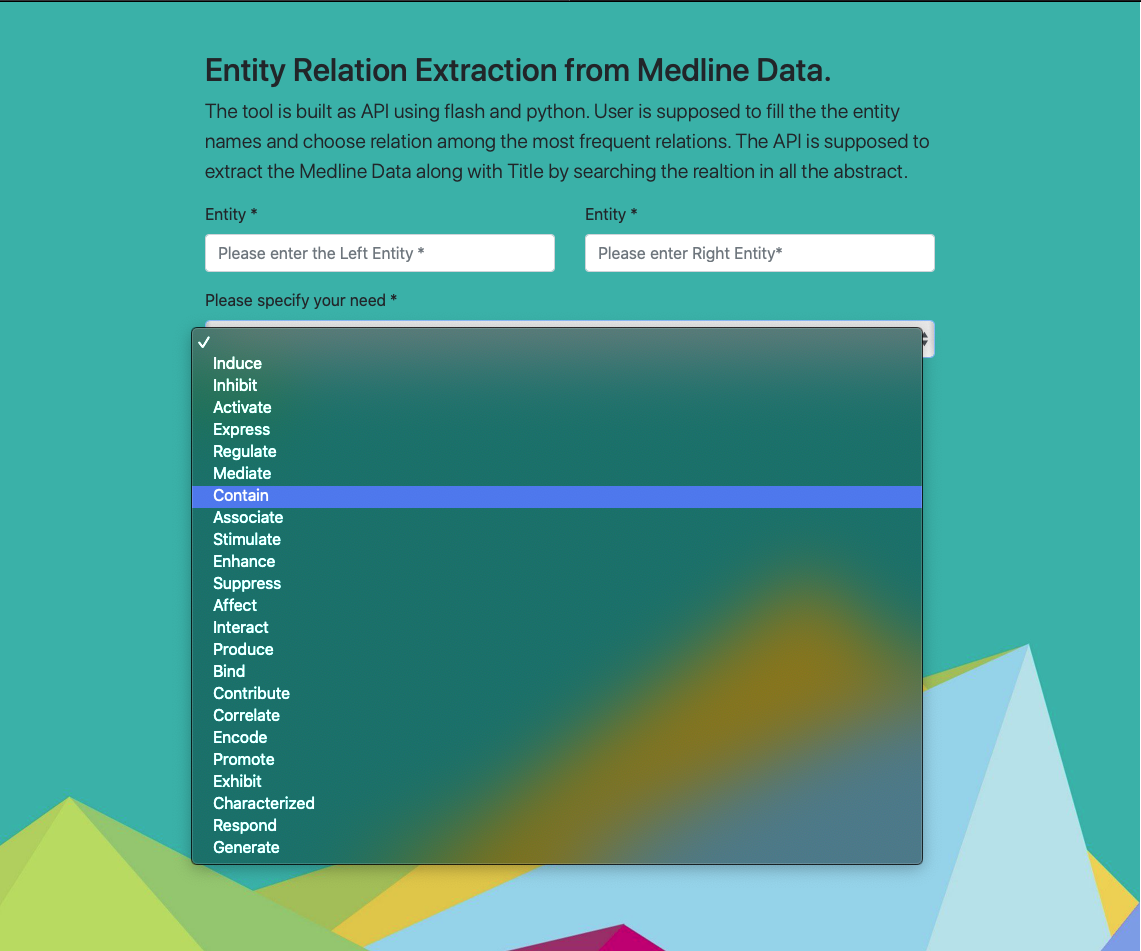 Entity Relation Extraction from Medline Data.
The tool is built as API using flash and python. User is supposed to fill the the entity
names and choose relation among the most frequent relations. The API is supposed to
extract the Medline Data along with Title by searching the realtion in all the abstract.
Entity * Entity *
Please enter the Left Entity * Please enter Right Entity*
Please specify your need *
Induce
Inhibit
Activate
Express
Regulate
Mediate
Contain
Associate
Stimulate
Enhance
Suppress
Affect
Interact
Produce
Bind
Contribute
Correlate
Encode
Promote
Exhibit
Characterized
Respond
Generate